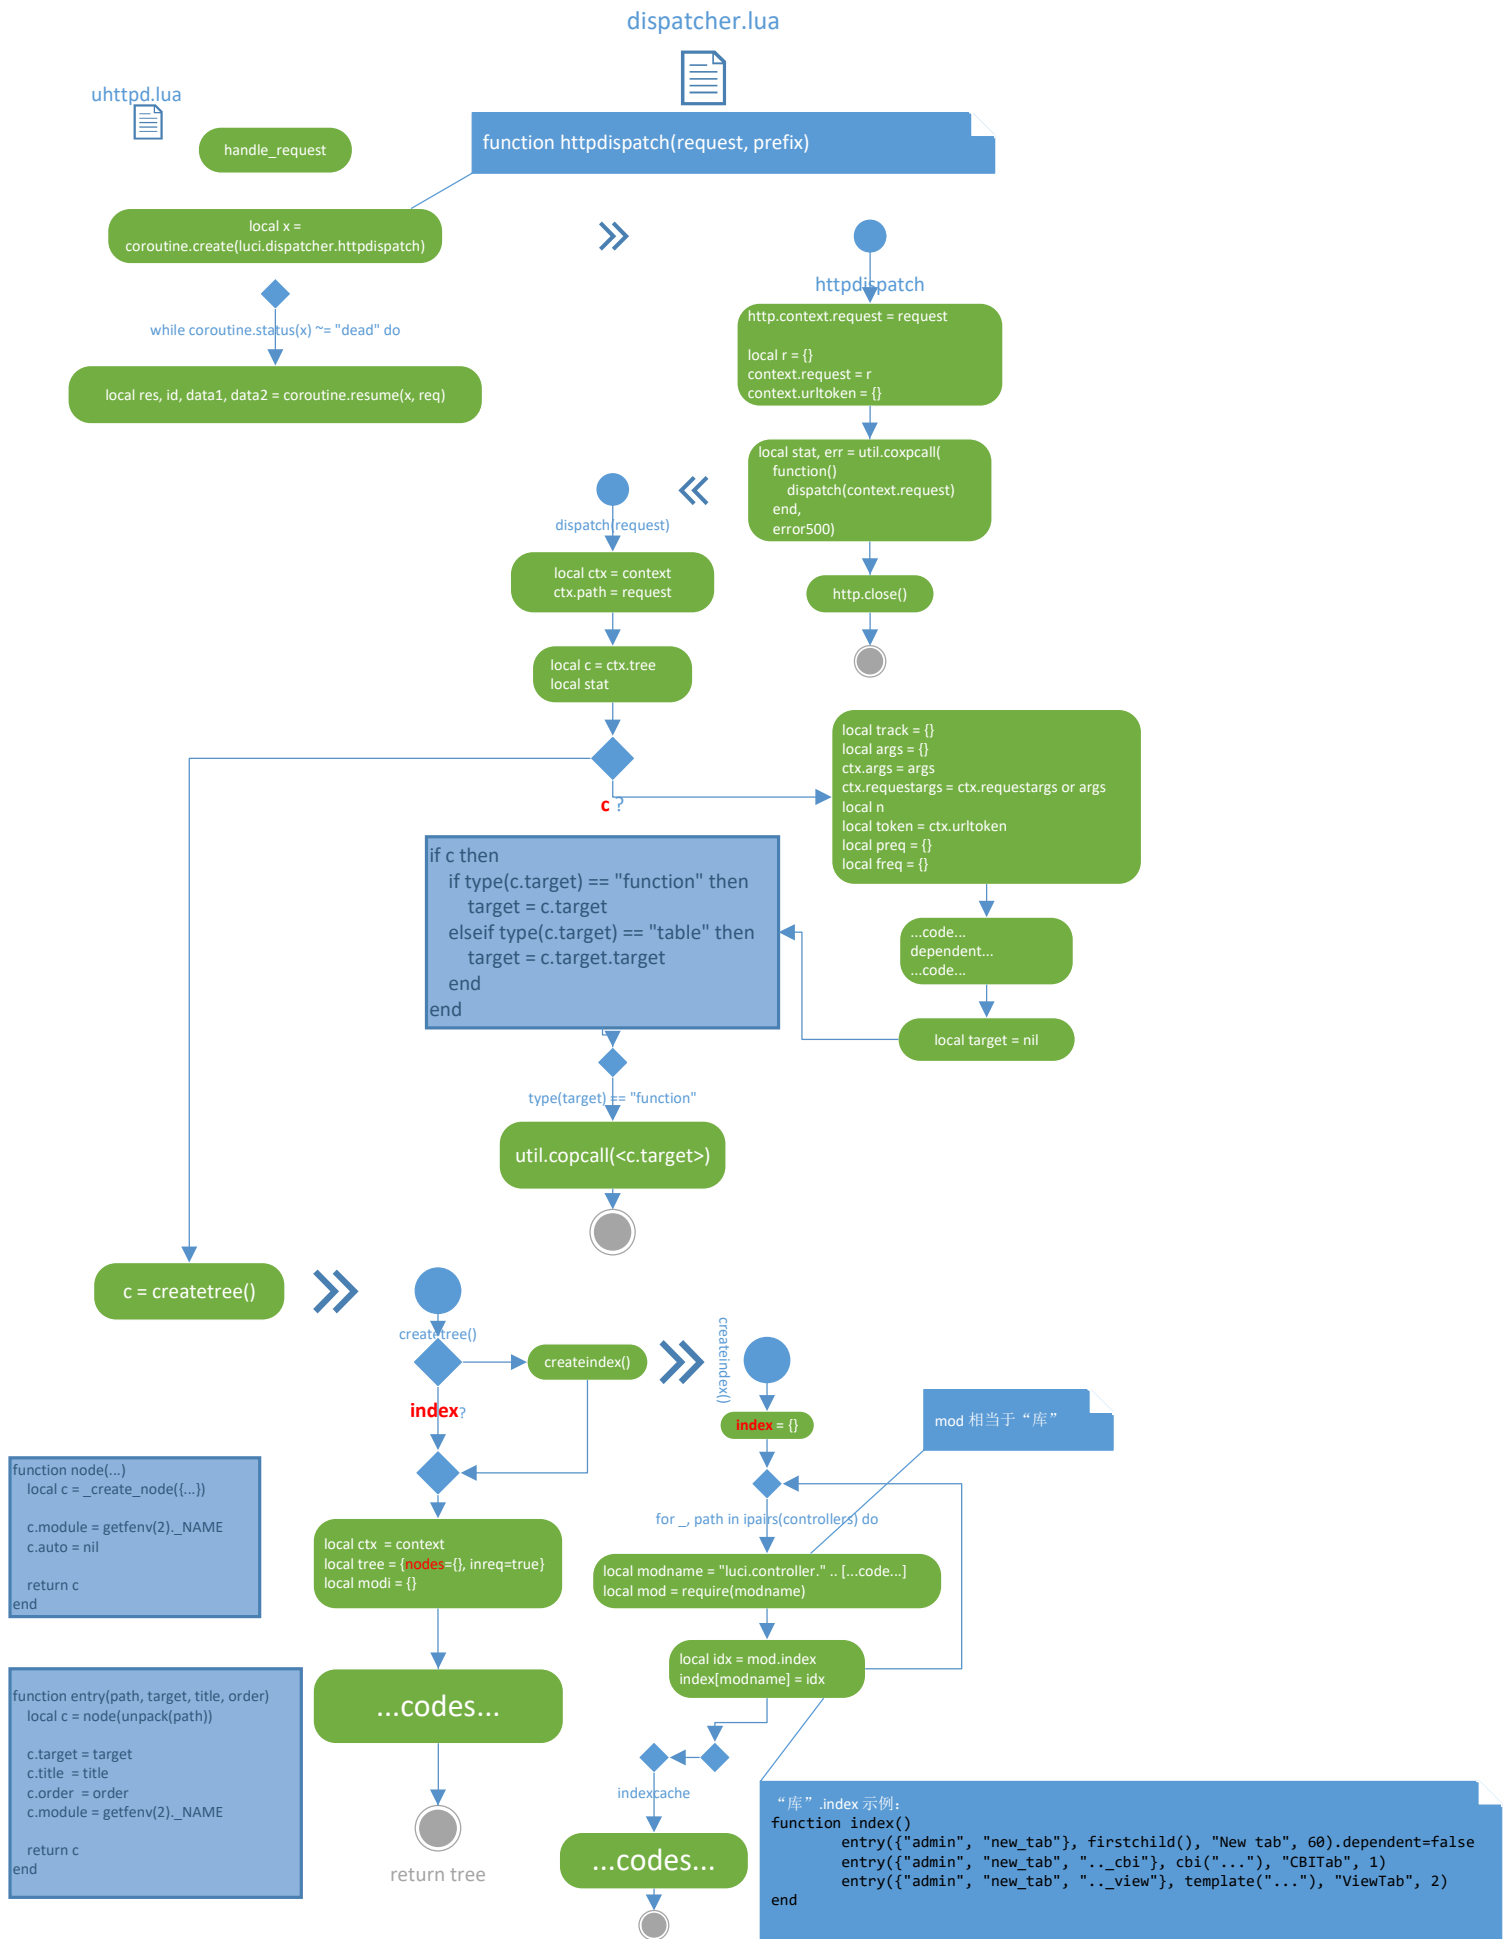 dispatcher.lua
uhttpd.lua
handle_request
function httpdispatch(request, prefix)
local x =
coroutine.create(luci.dispatcher.httpdispatch)
while coroutine.status(x) ~= "dead" do
local res, id, data1, data2 = coroutine.resume(x, req)
httpdispatch
http.context.request = request
local r = {}
context.request = r
context.urltoken = {}
local stat, err = util.coxpcall(
function()
dispatch(context.request)
end,
error500)
http.close()
dispatch(request)
local ctx = context
ctx.path = request
local c = ctx.tree
local stat
c ?
local track = {}
local args = {}
ctx.args = args
ctx.requestargs = ctx.requestargs or args
local n
local token = ctx.urltoken
local preq = {}
local freq = {}
...code...
dependent...
...code...
local target = nil
if c then
if type(c.target) == "function" then
target = c.target
elseif type(c.target) == "table" then
target = c.target.target
end
end
type(target) == "function"
util.copcall(<c.target>)
c = createtree()
createtree()
index?
createindex()
createindex()
index = {}
for _, path in ipairs(controllers) do
mod 相当于“库”
local modname = "luci.controller." .. [...code...]
local mod = require(modname)
local idx = mod.index
index[modname] = idx
indexcache
...codes...
local ctx  = context
local tree = {nodes={}, inreq=true}
local modi = {}
...codes...
return tree
function node(...)
local c = _create_node({...})
c.module = getfenv(2)._NAME
c.auto = nil
return c
end
function entry(path, target, title, order)
local c = node(unpack(path))
c.target = target
c.title  = title
c.order  = order
c.module = getfenv(2)._NAME
return c
end
“库”.index 示例：
function index()
entry({"admin", "new_tab"}, firstchild(), "New tab", 60).dependent=false
entry({"admin", "new_tab", ".._cbi"}, cbi("..."), "CBITab", 1)
entry({"admin", "new_tab", ".._view"}, template("..."), "ViewTab", 2)
end